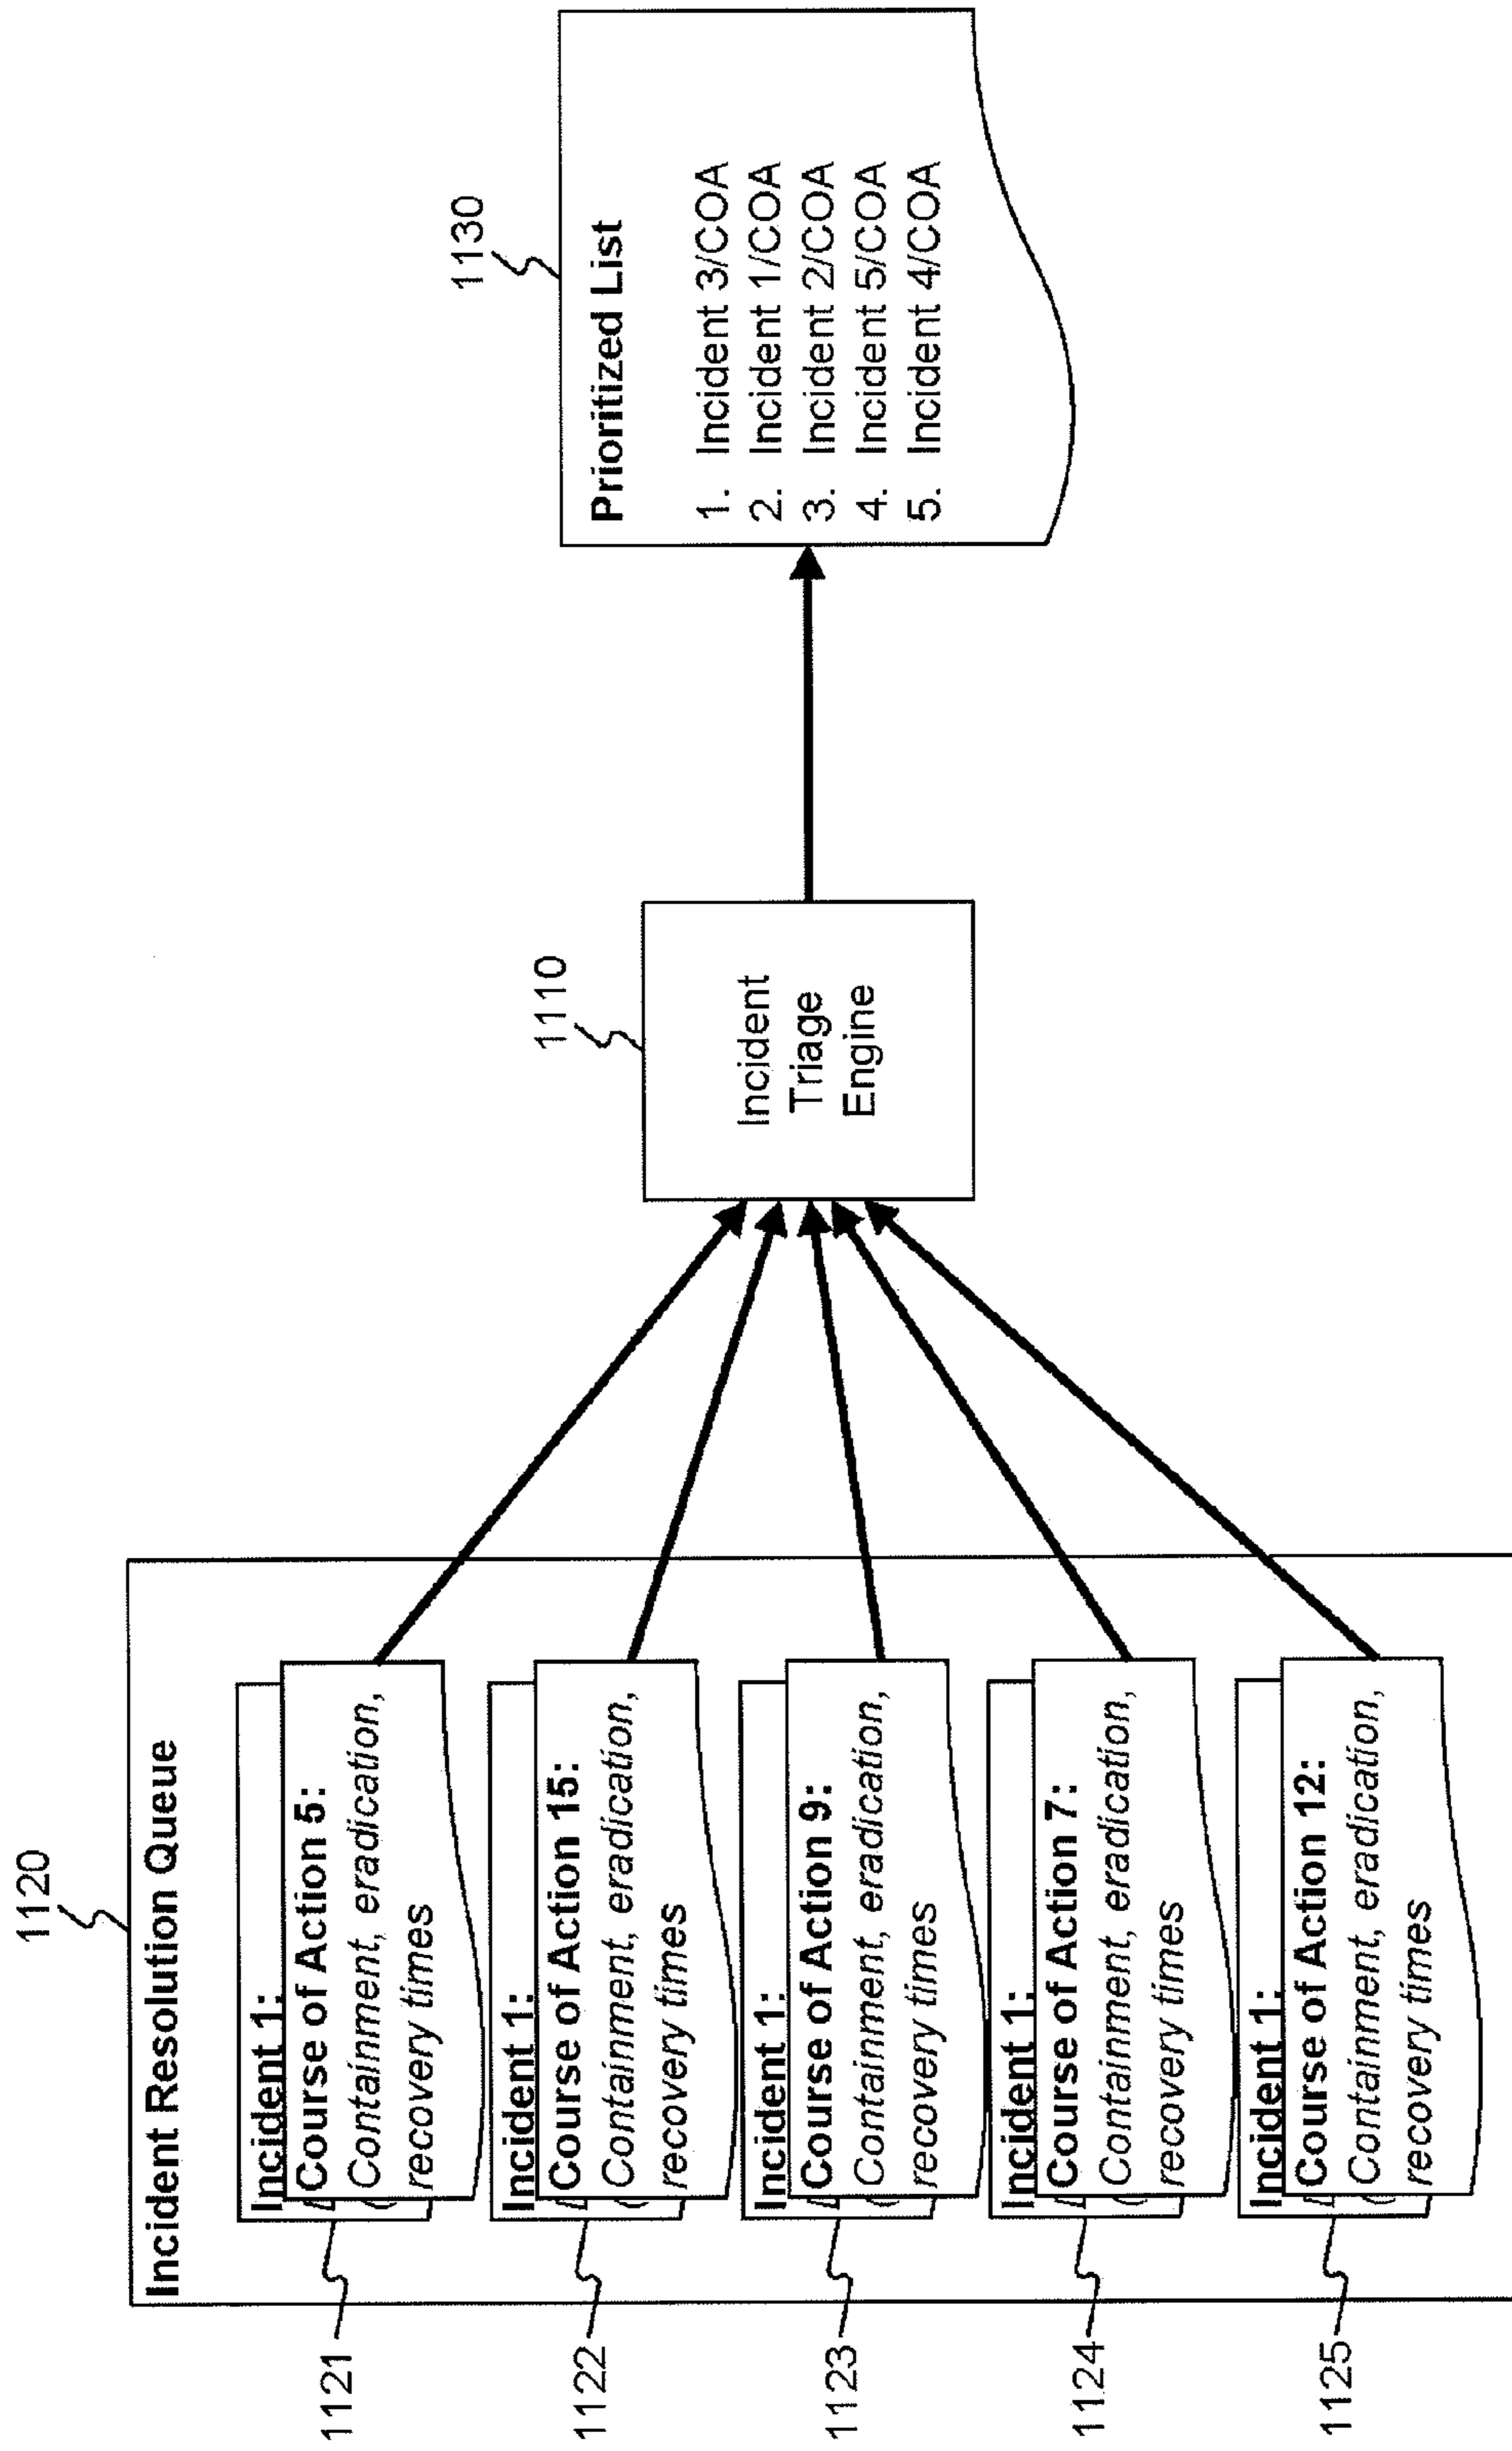 1120
Incident Resolution Queue
1121
Incident 1:
Course of Action 5:
Containment, eradication,
recovery times
1122
Incident 1:
Course of Action 15:
Containment, eradication,
recovery times
1123
Incident 1:
Course of Action 9:
Containment, eradication,
recovery times
1124
Incident 1:
Course of Action 7:
Containment, eradication,
recovery times
1125
Incident 1:
Course of Action 12:
Containment, eradication,
recovery times
1110
Incident
Triage
Engine
1130
Prioritized List
1. Incident 3/COA
2. Incident 1/COA
3. Incident 2/COA
4. Incident 5/COA
5. Incident 4/COA